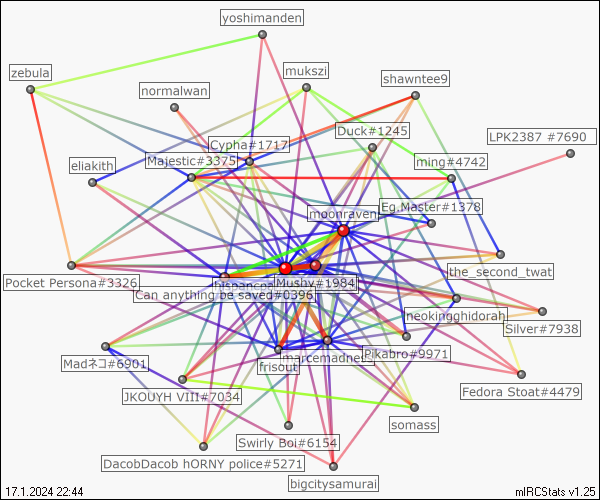 yoshimanden
zebula
mukszi
normalwan
shawntee9
Duck#1245
LPK2387 #7690
Cypha#1717
Majestic#3375
ming#4742
eliakith
Eg.Master#1378
moonraven
Pocket Persona#3326
the_second_twat
Mushy#1984
Can anything be saved#0396
neokingghidorah
Silver#7938
marcemadness
Pikabro#9971
Madネコ#6901
frisout
JKOUYH VIII#7034
Fedora Stoat#4479
somass
Swirly Boi#6154
DacobDacob hORNY police#5271
bigcitysamurai
17.1.2024 22:44
mIRCStats v1.25